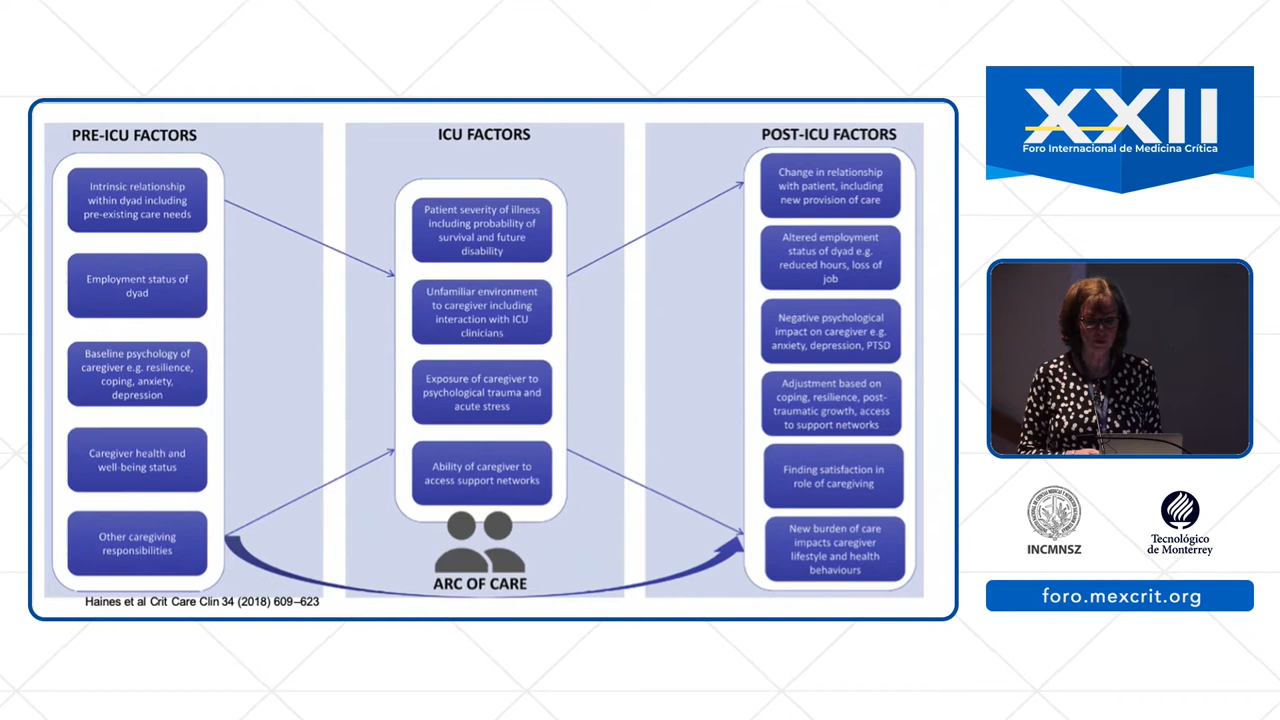 PRE-ICU FACTORS
Intrinsic relationship
within dyad including
pre-existing care needs
Employment status of
dyad
Baseline psychology of
caregiver e.g. resilience,
coping, anxiety,
depression
Caregiver health and
well-being status
Other caregiving
responsibilities
Haines et al Crit Care Clin 34 (2018) 609–623
ICU FACTORS
Patient severity of illness
including probability of
survival and future
disability
Unfamiliar environment
to caregiver including
interaction with ICU
clinicians
Exposure of caregiver to
psychological trauma and
acute stress
Ability of caregiver to
access support networks
ARC OF CARE
POST-ICU FACTORS
Change in relationship
with patient, including
new provision of care
Altered employment
status of dyad e.g.
reduced hours, loss of
job
Negative psychological
impact on caregiver e.g.
anxiety, depression, PTSD
Adjustment based on
coping, resilience, post-
traumatic growth, access
to support networks
Finding satisfaction in
role of caregiving
New burden of care
impacts caregiver
lifestyle and health
behaviours
XXII
Foro Internacional de Medicina Crítica
INCMNSZ
Tecnológico
de Monterrey
foro.mexcrit.org